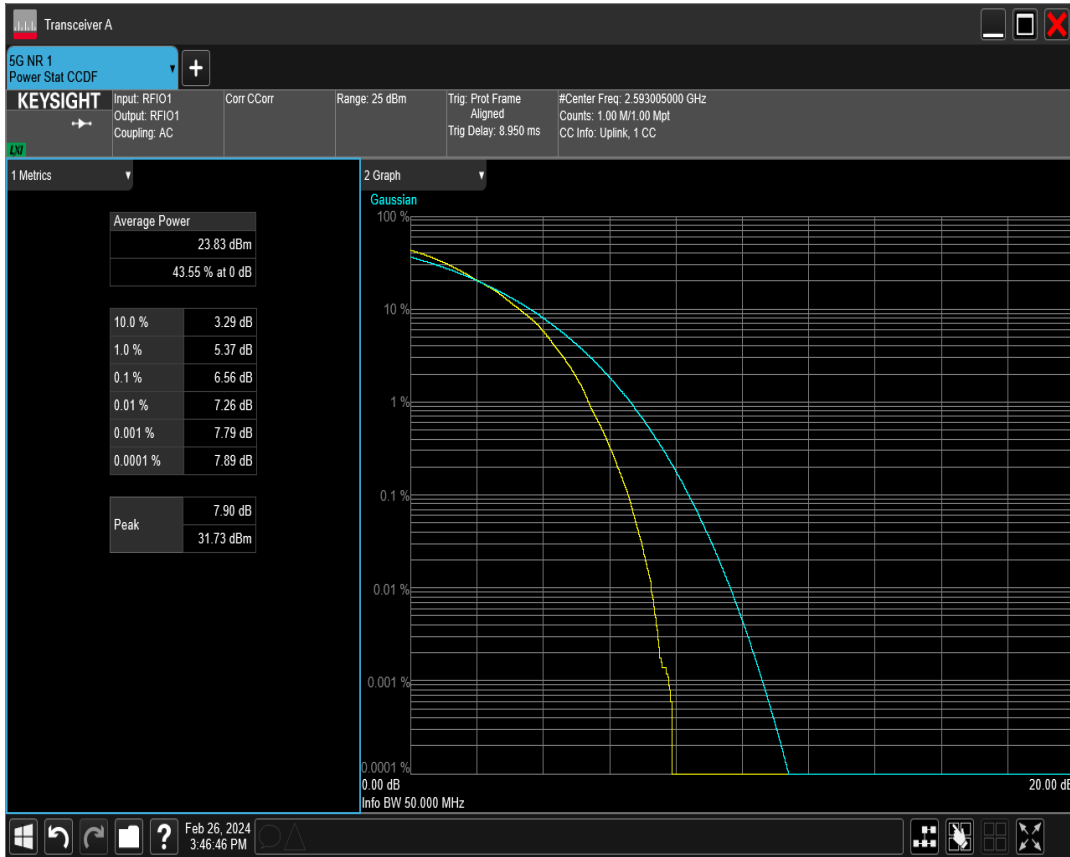 Transceiver A
5G NR 1
Power Stat CCDF
+
KEYSIGHT
LXI
Input: RFIO1
Output: RFIO1
Coupling: AC
Corr CCorr
Range: 25 dBm
Trig: Prot Frame
Aligned
Trig Delay: 8.950 ms
#Center Freq: 2.593005000 GHz
Counts: 1.00 M/1.00 Mpt
CC Info: Uplink, 1 CC
1 Metrics
Average Power
23.83 dBm
43.55 % at 0 dB
10.0 % 3.29 dB
1.0 % 5.37 dB
0.1 % 6.56 dB
0.01 % 7.26 dB
0.001 % 7.79 dB
0.0001 % 7.89 dB
Peak
7.90 dB
31.73 dBm
2 Graph
Gaussian
100 %
10 %
1 %
0.1 %
0.01 %
0.001 %
0.0001 %
0.00 dB
20.00 dB
Info BW 50.000 MHz
?
Feb 26, 2024
3:46:46 PM